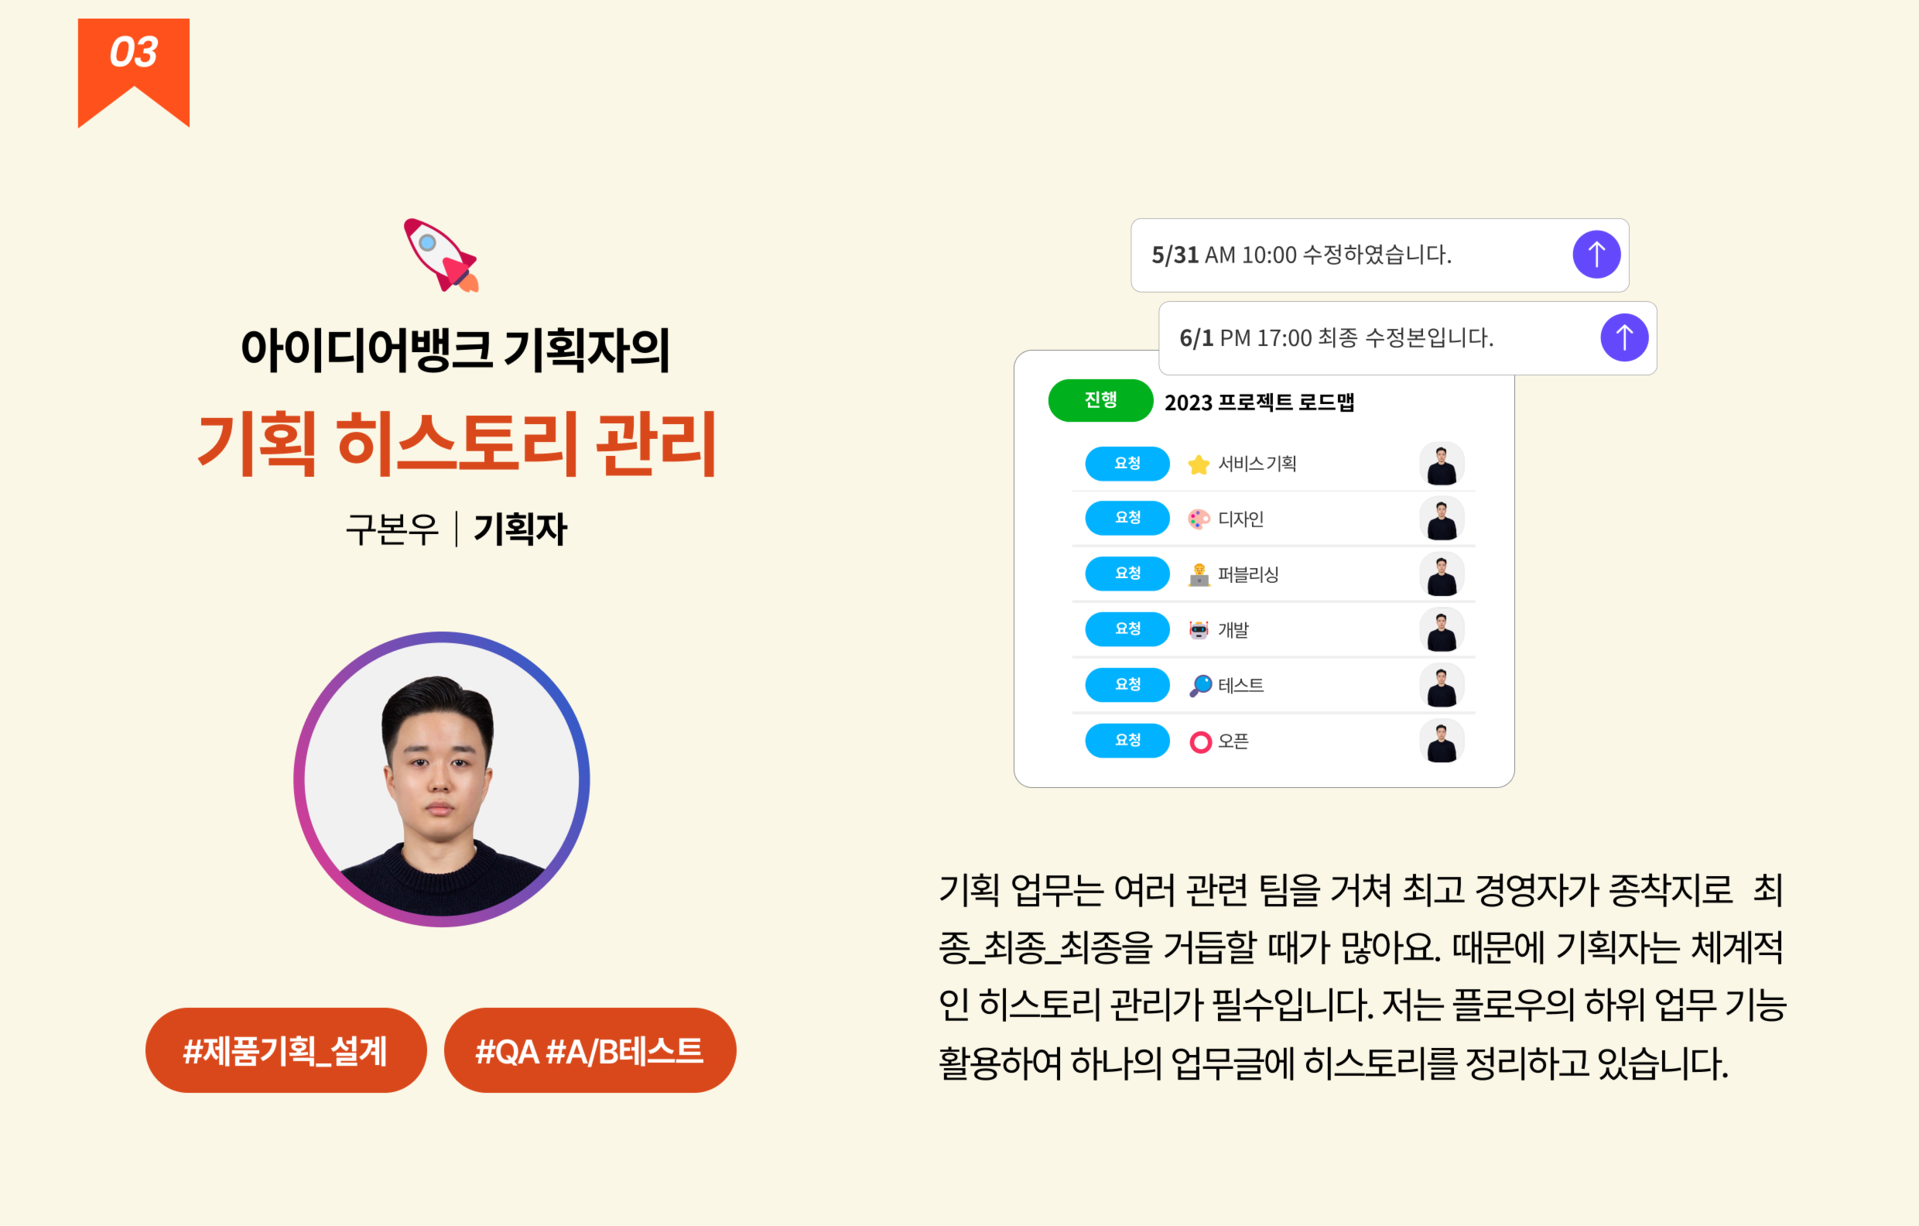 03
아이디어뱅크 기획자의
기획 히스토리 관리
구본우 | 기획자
#제품기획_설계
#QA #A/B테스트
5/31 AM 10:00 수정하였습니다.
6/1 PM 17:00 최종 수정본입니다.
진행 2023 프로젝트 로드맵
요청 서비스 기획
요청 디자인
요청 퍼블리싱
요청 개발
요청 테스트
요청 오픈
기획 업무는 여러 관련 팀을 거쳐 최고 경영자가 종착지로 최
종_최종_최종을 거듭할 때가 많아요. 때문에 기획자는 체계적
인 히스토리 관리가 필수입니다. 저는 플로우의 하위 업무 기능
활용하여 하나의 업무글에 히스토리를 정리하고 있습니다.